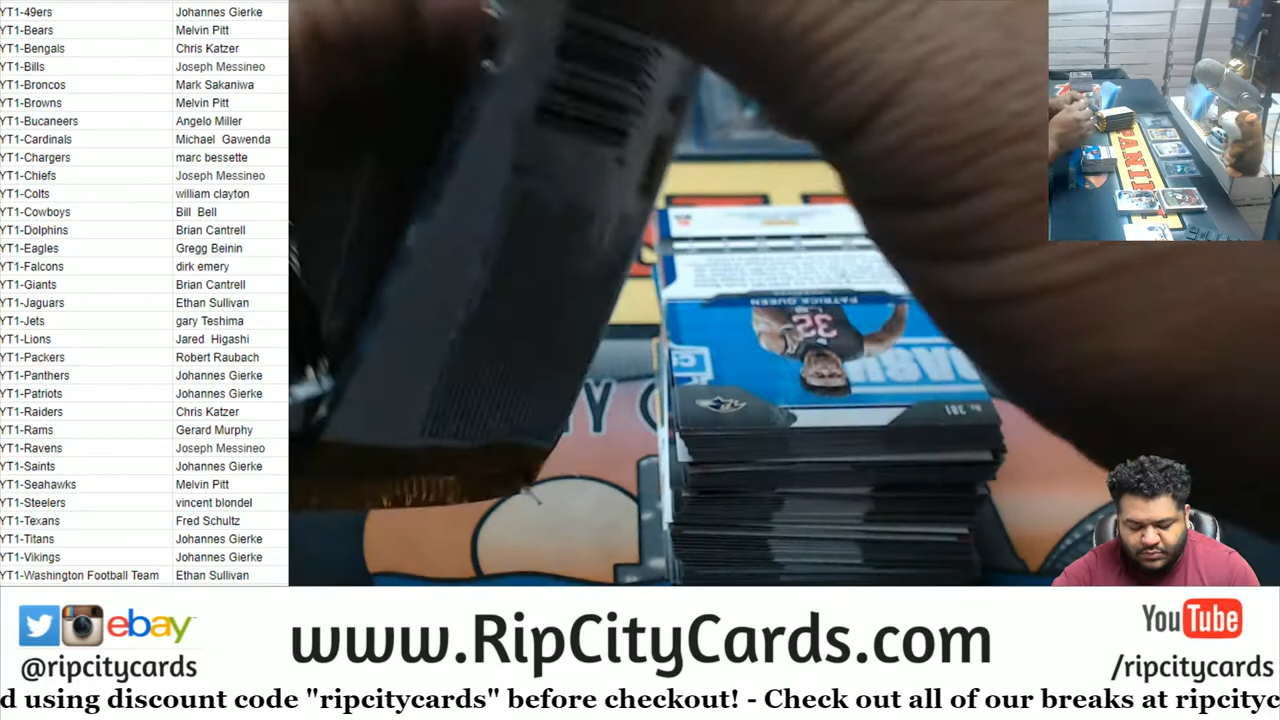 YT1-49ers Johannes Gierke
YT1-Bears Melvin Pitt
YT1-Bengals Chris Katzer
YT1-Bills Joseph Messineo
YT1-Broncos Mark Sakaniwa
YT1-Browns Melvin Pitt
YT1-Bucaneers Angelo Miller
YT1-Cardinals Michael Gawenda
YT1-Chargers marc bessette
YT1-Chiefs Joseph Messineo
YT1-Colts william clayton
YT1-Cowboys Bill Bell
YT1-Dolphins Brian Cantrell
YT1-Eagles Gregg Beinin
YT1-Falcons dirk emery
YT1-Giants Brian Cantrell
YT1-Jaguars Ethan Sullivan
YT1-Jets gary Teshima
YT1-Lions Jared Higashi
YT1-Packers Robert Raubach
YT1-Panthers Johannes Gierke
YT1-Patriots Johannes Gierke
YT1-Raiders Chris Katzer
YT1-Rams Gerard Murphy
YT1-Ravens Joseph Messineo
YT1-Saints Johannes Gierke
YT1-Seahawks Melvin Pitt
YT1-Steelers vincent blondel
YT1-Texans Fred Schultz
YT1-Titans Johannes Gierke
YT1-Vikings Johannes Gierke
YT1-Washington Football Team Ethan Sullivan
PATRICK QUEEN
32
No. 381
PANINI
ebay
@ripcitycards
www.RipCityCards.com
YouTube
/ripcitycards
d using discount code "ripcitycards" before checkout! - Check out all of our breaks at ripcityc